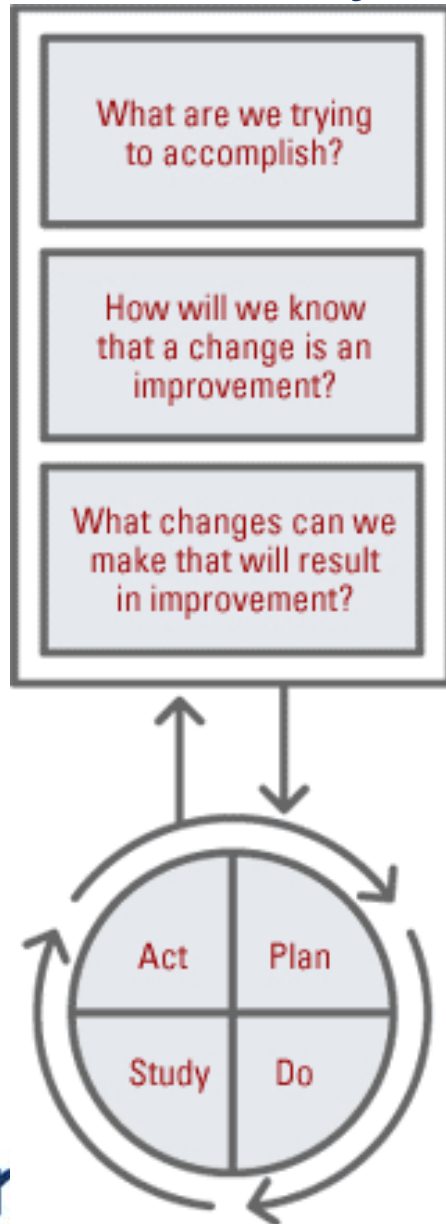 What are we trying
to accomplish?
How will we know
that a change is an
improvement?
What changes can we
make that will result
in improvement?
Act
Plan
Study
Do